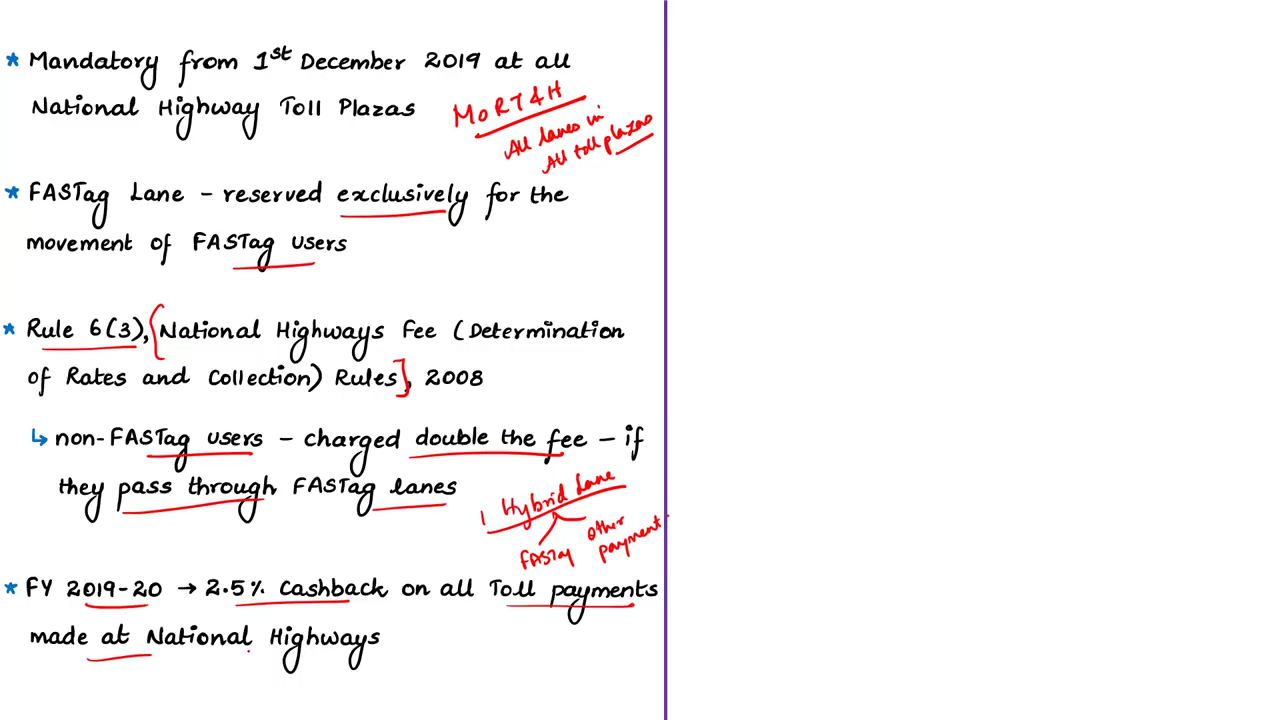 * Mandatory from 1st December 2019 at all
National Highway Toll Plazas
MoRT&H
All lanes in
All toll plazas
* FASTag Lane - reserved exclusively for the
movement of FASTag users
* Rule 6(3), [National Highways Fee (Determination
of Rates and Collection) Rules], 2008
↳ non-FASTag users - charged double the fee - if
they pass through FASTag lanes
1 Hybrid Lane
FASTag
other
payment
* FY 2019-20 → 2.5% Cashback on all Toll payments
made at National Highways